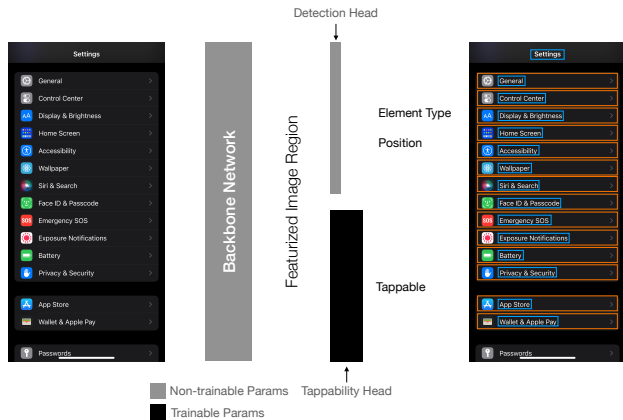 Detection Head
Settings
General
Control Center
AA Display & Brightness
Home Screen
Accessibility
Wallpaper
Siri & Search
Face ID & Passcode
SOS Emergency SOS
Exposure Notifications
Battery
Privacy & Security
App Store
Wallet & Apple Pay
Passwords
Backbone Network
Featurized Image Region
Element Type
Position
Tappable
Settings
General
Control Center
AA Display & Brightness
Home Screen
Accessibility
Wallpaper
Siri & Search
Face ID & Passcode
SOS Emergency SOS
Exposure Notifications
Battery
Privacy & Security
App Store
Wallet & Apple Pay
Passwords
Non-trainable Params
Tappability Head
Trainable Params